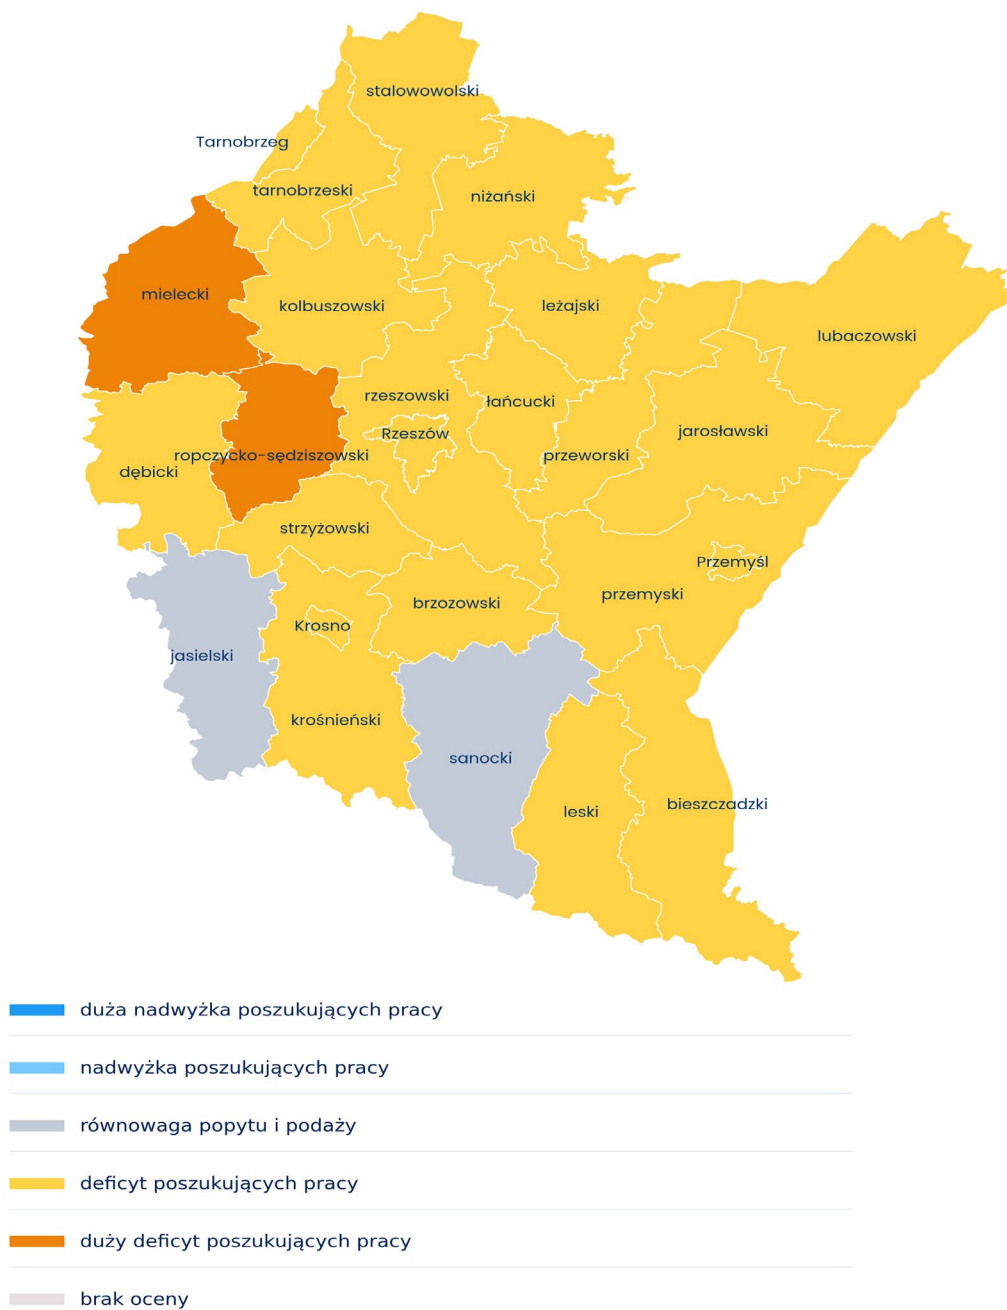 stalowowolski
Tarnobrzeg
tarnobrzeski
niżański
mielecki
kolbuszowski
leżajski
lubaczowski
rzeszowski
łańcucki
Rzeszów
jarosławski
ropczycko-sędziszowski
przeworski
dębicki
strzyżowski
Przemyśl
przemyski
brzozowski
Krosno
jasielski
krośnieński
sanocki
bieszczadzki
leski
duża nadwyżka poszukujących pracy
nadwyżka poszukujących pracy
równowaga popytu i podaży
deficyt poszukujących pracy
duży deficyt poszukujących pracy
brak oceny